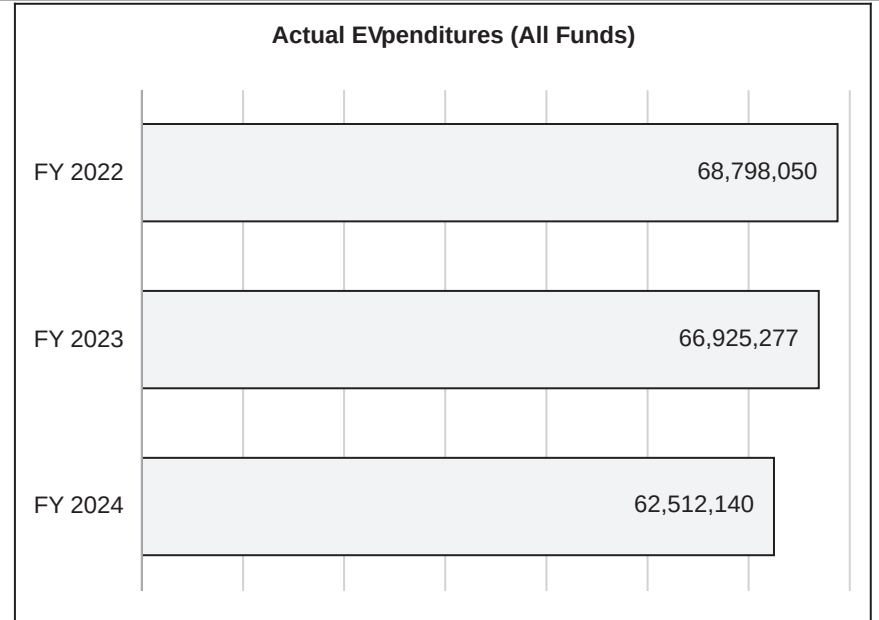 Actual EVpenditures (All Funds)
FY 2022 68,798,050
FY 2023 66,925,277
FY 2024 62,512,140